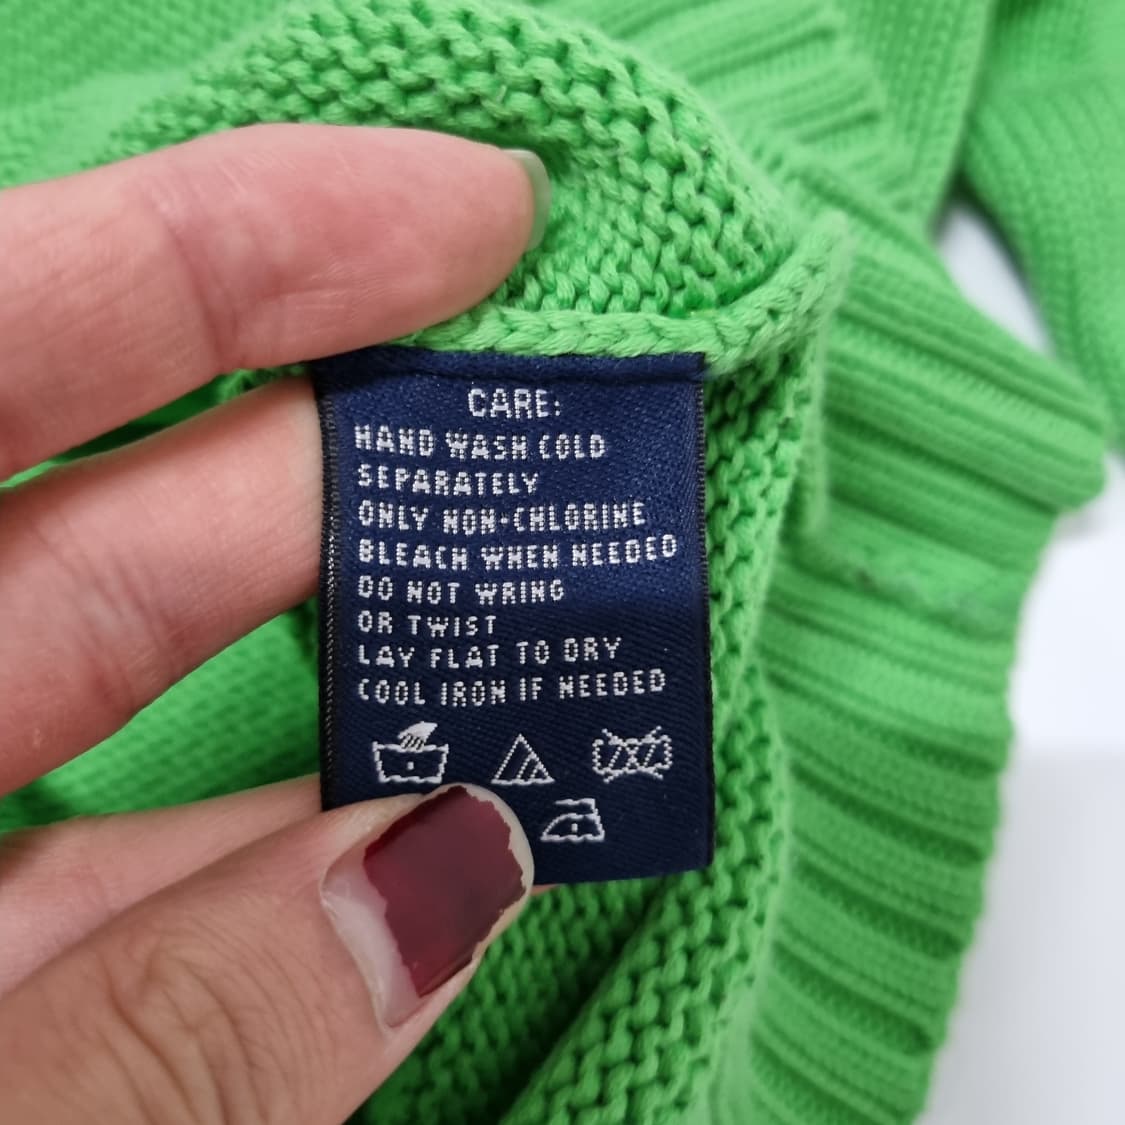 CARE:
HAND WASH COLD
SEPARATELY
ONLY NON-CHLORINE
BLEACH WHEN NEEDED
DO NOT WRING
OR TWIST
LAY FLAT TO DRY
COOL IRON IF NEEDED